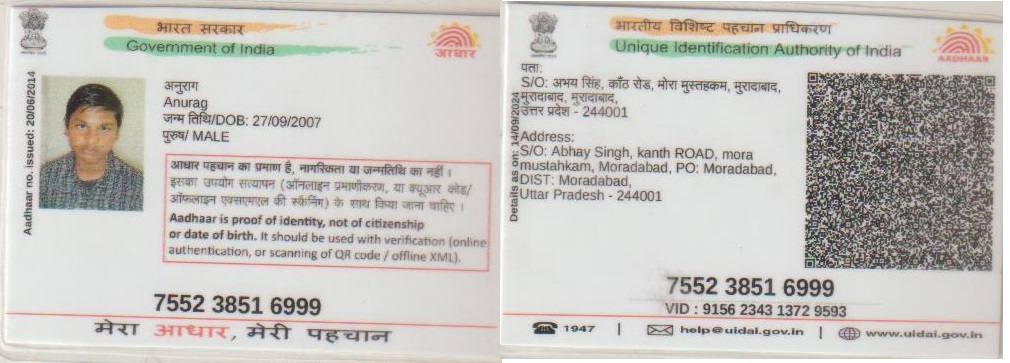 भारत सरकार
Government of India
आधार
Aadhaar no. issued: 20/06/2014
अनुराग
Anurag
जन्म तिथि/DOB: 27/09/2007
पुरुष/ MALE
आधार पहचान का प्रमाण है, नागरिकता या जन्मतिथि का नहीं ।
इसका उपयोग सत्यापन (ऑनलाइन प्रमाणीकरण, या क्यूआर कोड/
ऑफलाइन एक्सएमएल की स्कैनिंग) के साथ किया जाना चाहिए ।
Aadhaar is proof of identity, not of citizenship
or date of birth. It should be used with verification (online
authentication, or scanning of QR code / offline XML).
7552 3851 6999
मेरा आधार, मेरी पहचान
भारतीय विशिष्ट पहचान प्राधिकरण
Unique Identification Authority of India
AADHAAR
Details as on: 14/09/2024
पता:
S/O: अभय सिंह, काँठ रोड, मोरा मुस्तहकम, मुरादाबाद,
मुरादाबाद, मुरादाबाद,
उत्तर प्रदेश - 244001
Address:
S/O: Abhay Singh, kanth ROAD, mora
mustahkam, Moradabad, PO: Moradabad,
DIST: Moradabad,
Uttar Pradesh - 244001
7552 3851 6999
VID : 9156 2343 1372 9593
1947 | help@uidai.gov.in | www.uidai.gov.in